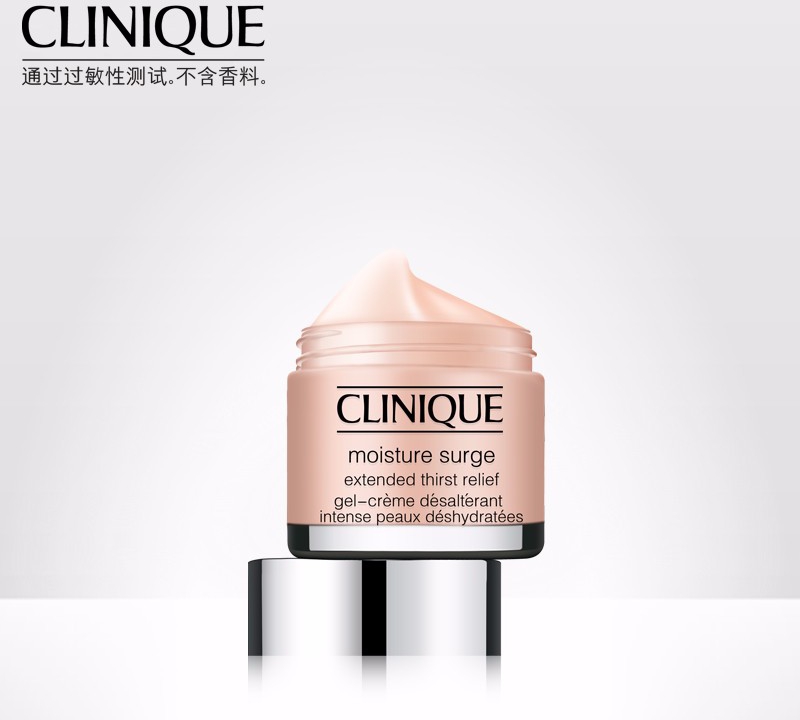 CLINIQUE
通过过敏性测试。不含香料。
CLINIQUE
moisture surge
extended thirst relief
gel-crème désaltérant
intense peaux déshydratées